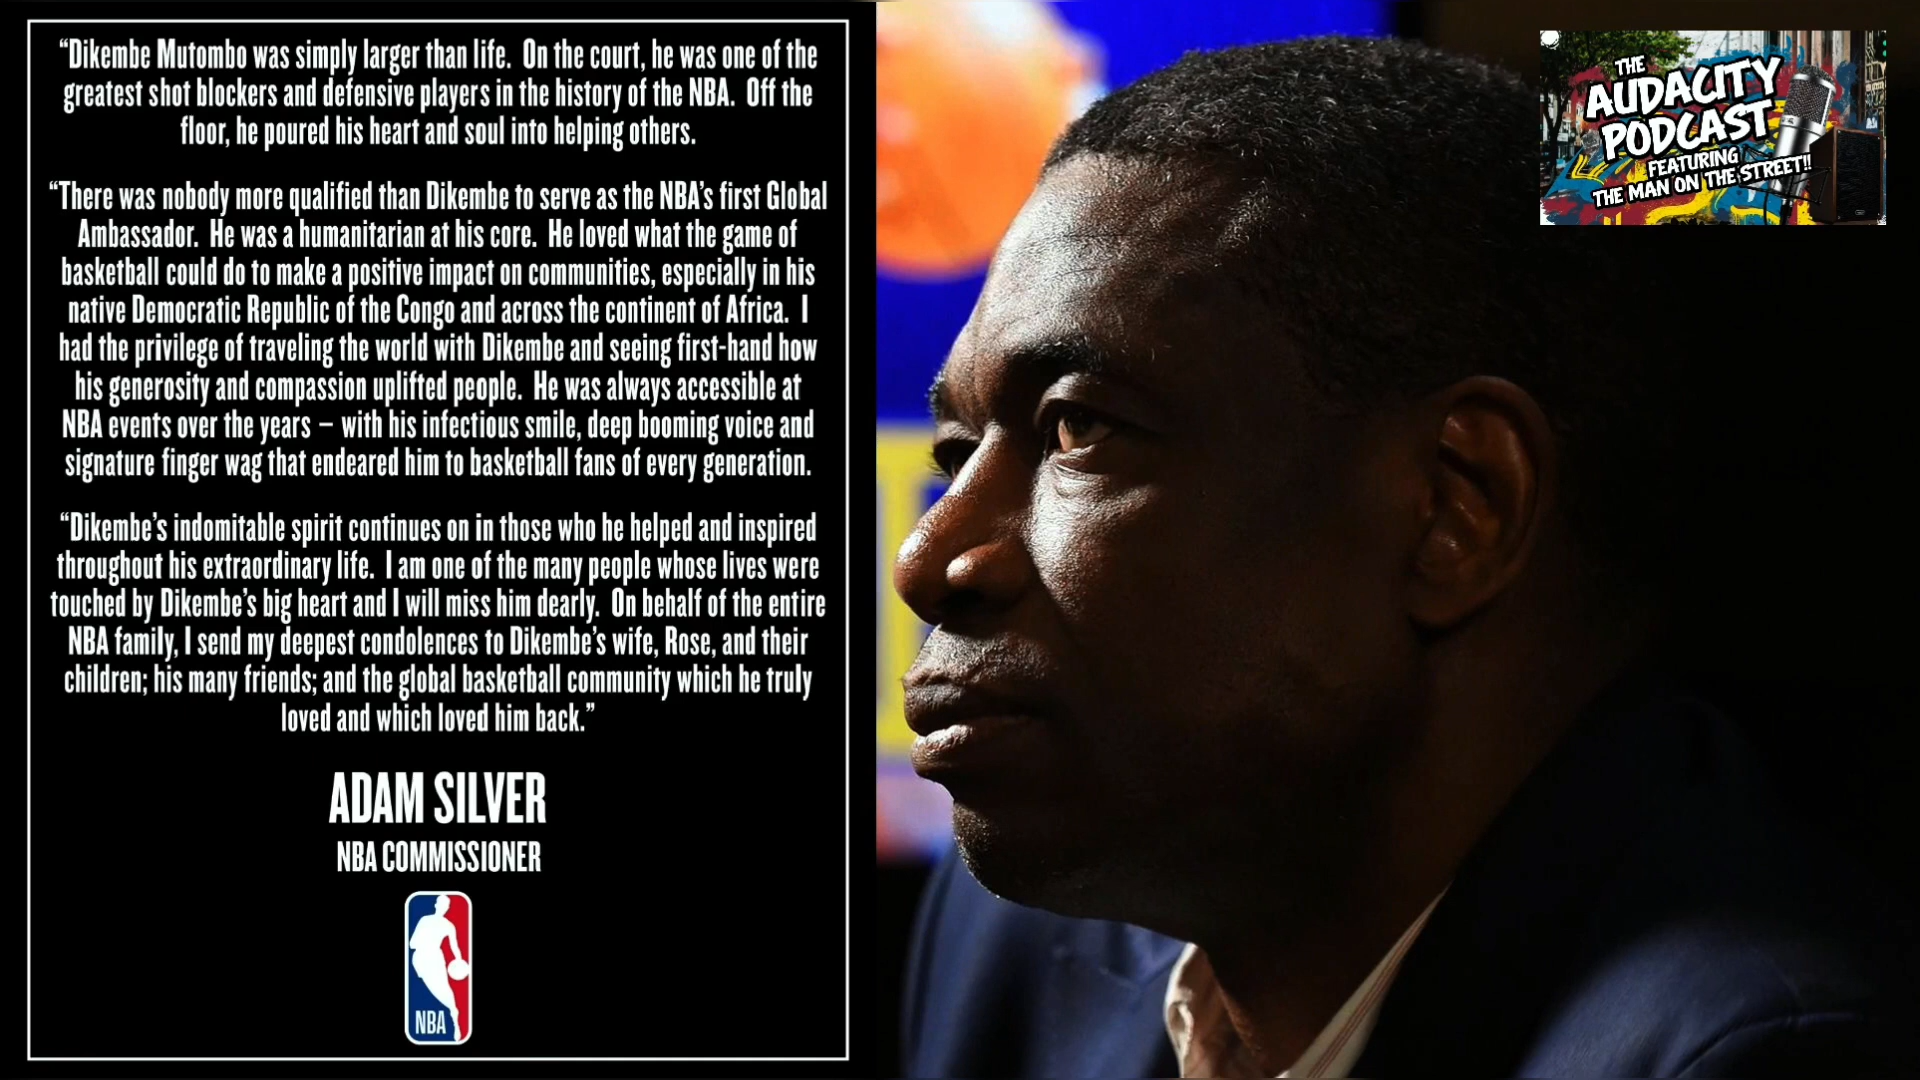 “Dikembe Mutombo was simply larger than life.  On the court, he was one of the
greatest shot blockers and defensive players in the history of the NBA.  Off the
floor, he poured his heart and soul into helping others.
“There was nobody more qualified than Dikembe to serve as the NBA’s first Global
Ambassador.  He was a humanitarian at his core.  He loved what the game of
basketball could do to make a positive impact on communities, especially in his
native Democratic Republic of the Congo and across the continent of Africa.  I
had the privilege of traveling the world with Dikembe and seeing first-hand how
his generosity and compassion uplifted people.  He was always accessible at
NBA events over the years – with his infectious smile, deep booming voice and
signature finger wag that endeared him to basketball fans of every generation.
“Dikembe’s indomitable spirit continues on in those who he helped and inspired
throughout his extraordinary life.  I am one of the many people whose lives were
touched by Dikembe’s big heart and I will miss him dearly.  On behalf of the entire
NBA family, I send my deepest condolences to Dikembe’s wife, Rose, and their
children; his many friends; and the global basketball community which he truly
loved and which loved him back.”
ADAM SILVER
NBA COMMISSIONER
NBA
THE
AUDACITY
PODCAST
FEATURING
THE MAN ON THE STREET!!